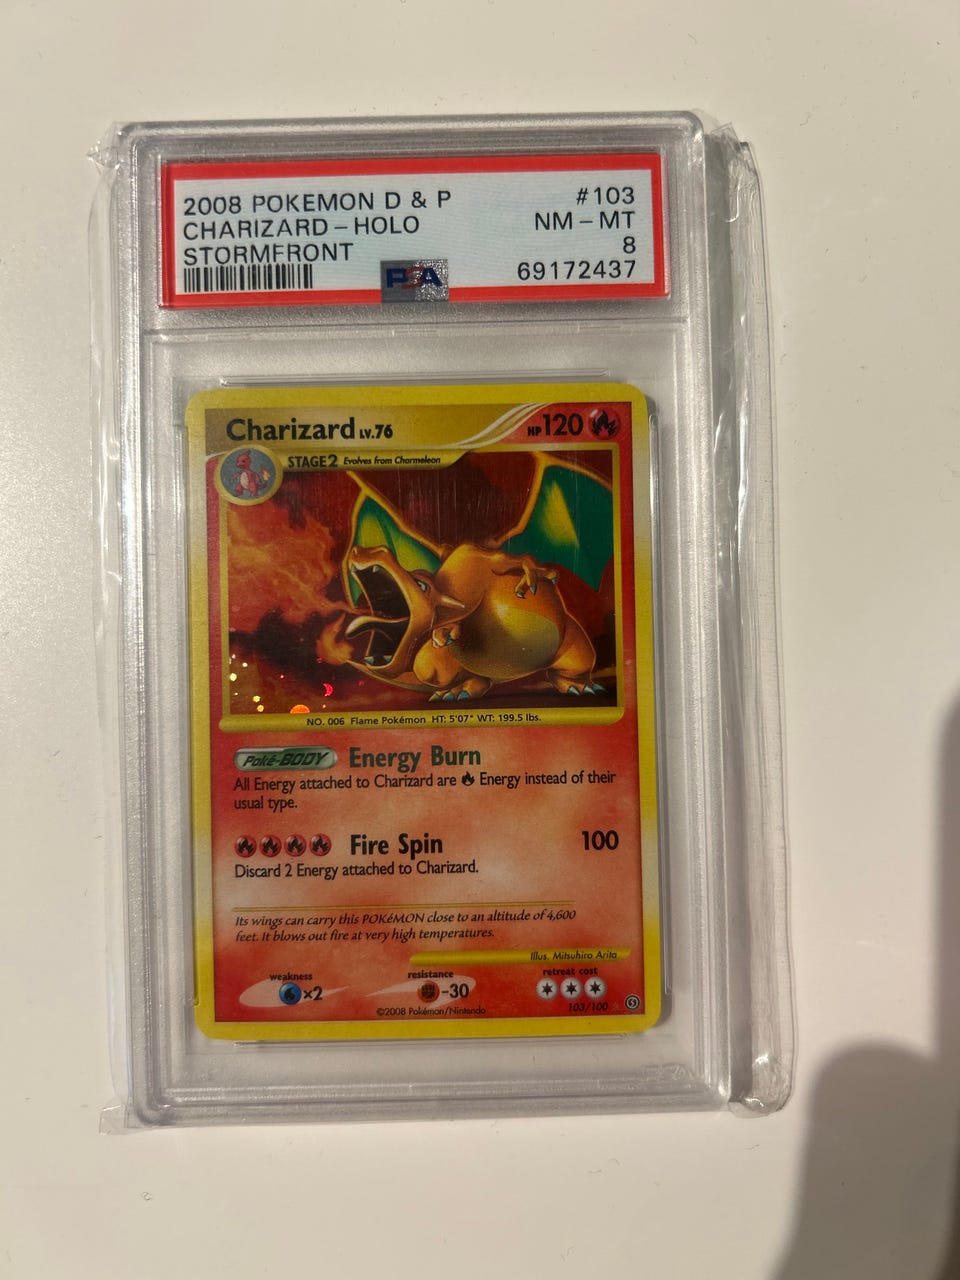 2008 POKEMON D & P #103
CHARIZARD - HOLO NM - MT
STORMFRONT 8
PSA 69172437
Charizard LV.76 HP 120
STAGE2 Evolves from Charmeleon
NO. 006 Flame Pokémon HT: 5'07" WT: 199.5 lbs.
Poké-BODY Energy Burn
All Energy attached to Charizard are Energy instead of their
usual type.
Fire Spin 100
Discard 2 Energy attached to Charizard.
Its wings can carry this POKéMON close to an altitude of 4,600
feet. It blows out fire at very high temperatures.
Illus. Mitsuhiro Arita
weakness resistance retreat cost
×2 -30
103/100
©2008 Pokémon/Nintendo